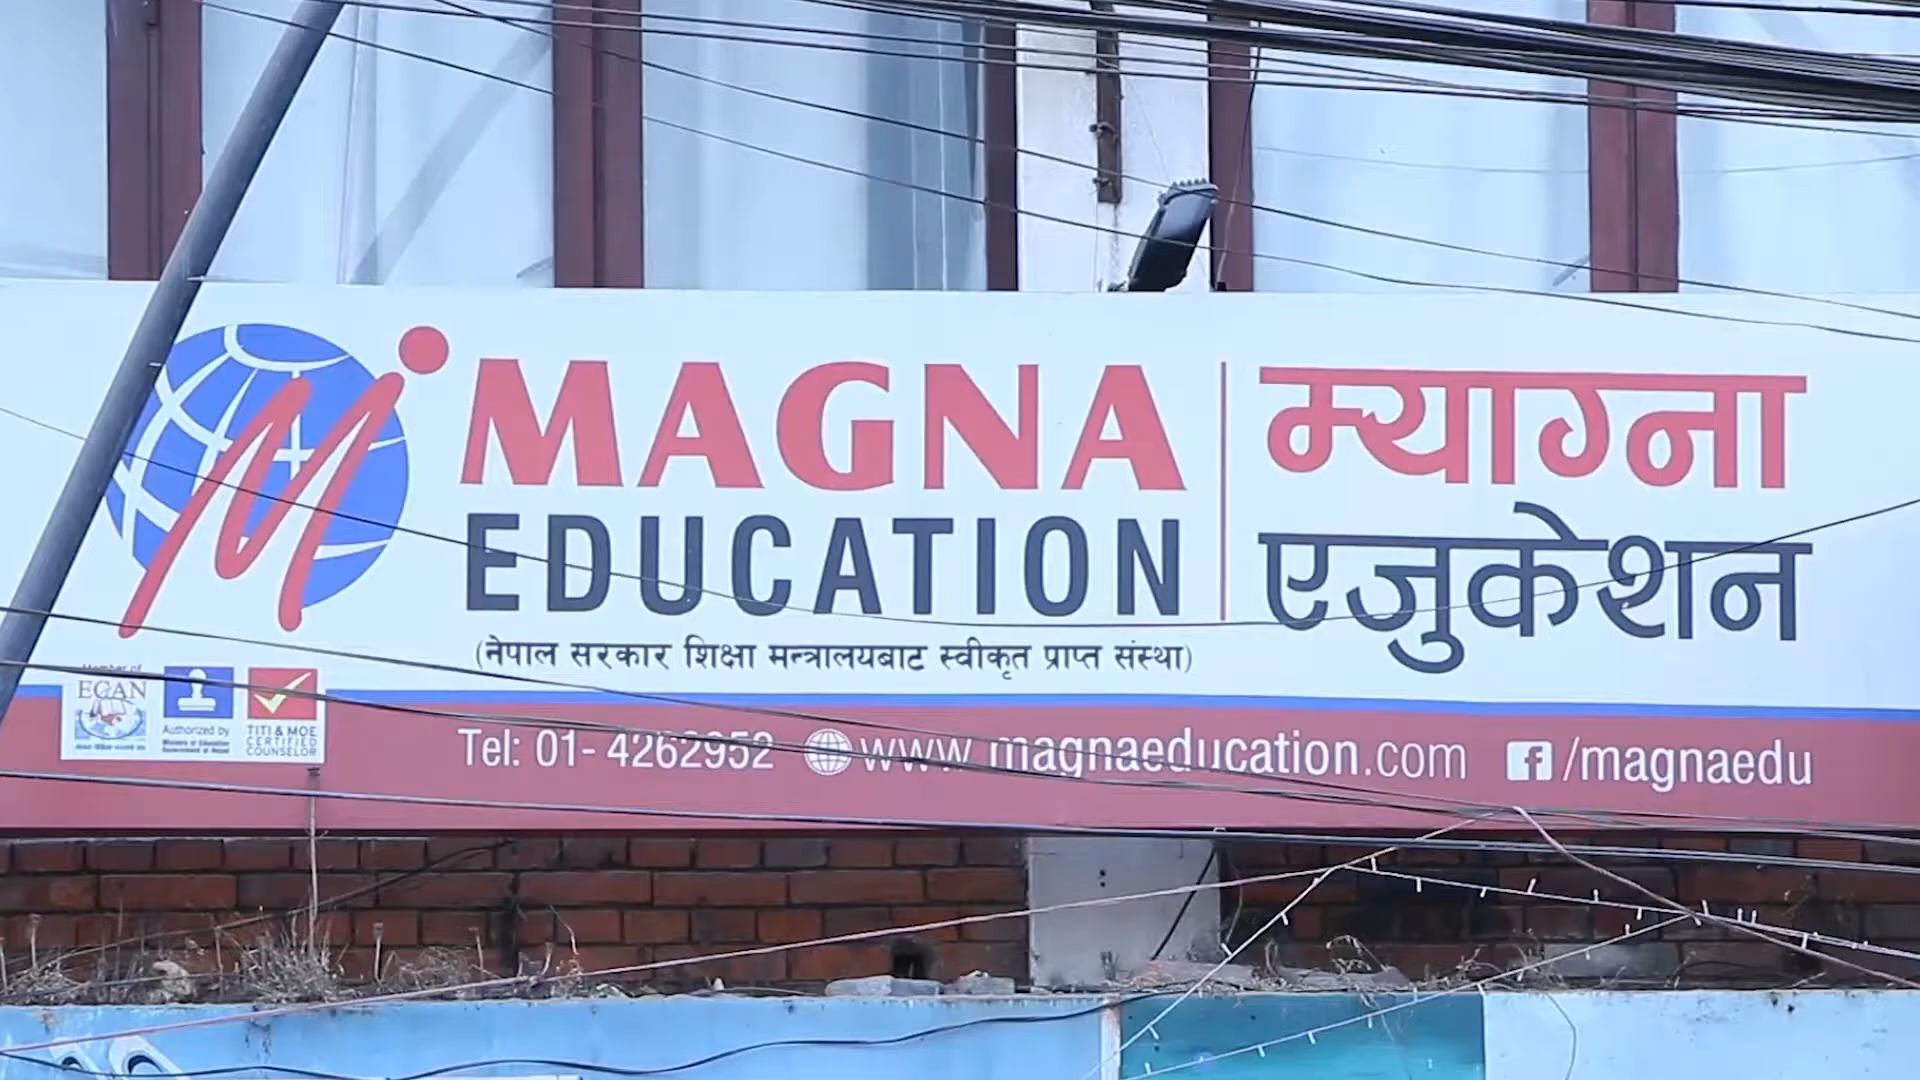 MAGNA
EDUCATION
म्याग्ना
एजुकेशन
(नेपाल सरकार शिक्षा मन्त्रालयबाट स्वीकृत प्राप्त संस्था)
Member of
ECAN
Authorized by
Ministry of Education
Government of Nepal
TITI & MOE
CERTIFIED
COUNSELOR
Tel: 01- 4262952 www.magnaeducation.com f/magnaedu